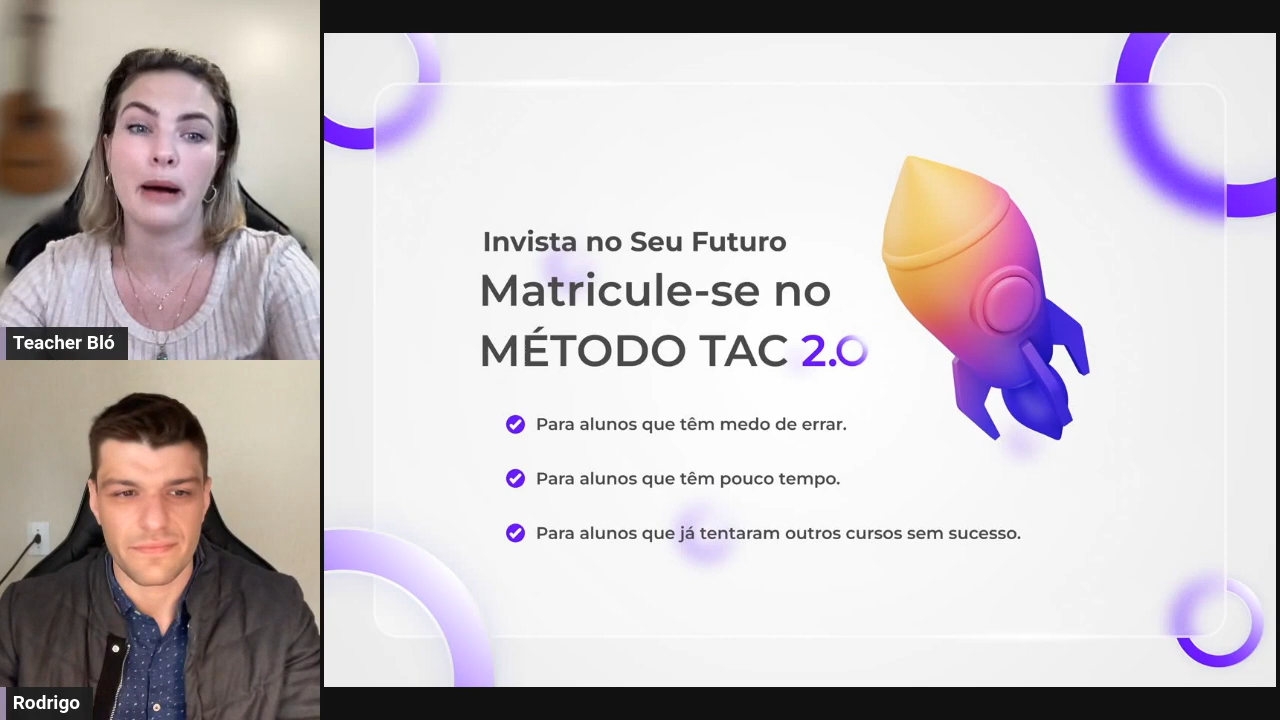 Teacher Bló
Rodrigo
Invista no Seu Futuro
Matricule-se no
MÉTODO TAC 2.0
Para alunos que têm medo de errar.
Para alunos que têm pouco tempo.
Para alunos que já tentaram outros cursos sem sucesso.